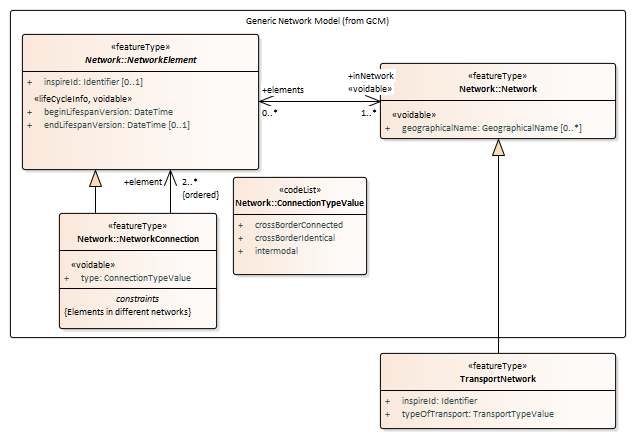 Generic Network Model (from GCM)
«featureType»
Network::NetworkElement
+ inspireId: Identifier [0..1]
«lifeCycleInfo, voidable»
+ beginLifespanVersion: DateTime
+ endLifespanVersion: DateTime [0..1]
+elements
0..*
+inNetwork
«voidable»
1..*
«featureType»
Network::Network
«voidable»
+ geographicalName: GeographicalName [0..*]
+element
2..*
{ordered}
«codeList»
Network::ConnectionTypeValue
+ crossBorderConnected
+ crossBorderIdentical
+ intermodal
«featureType»
Network::NetworkConnection
«voidable»
+ type: ConnectionTypeValue
constraints
{Elements in different networks}
«featureType»
TransportNetwork
+ inspireId: Identifier
+ typeOfTransport: TransportTypeValue